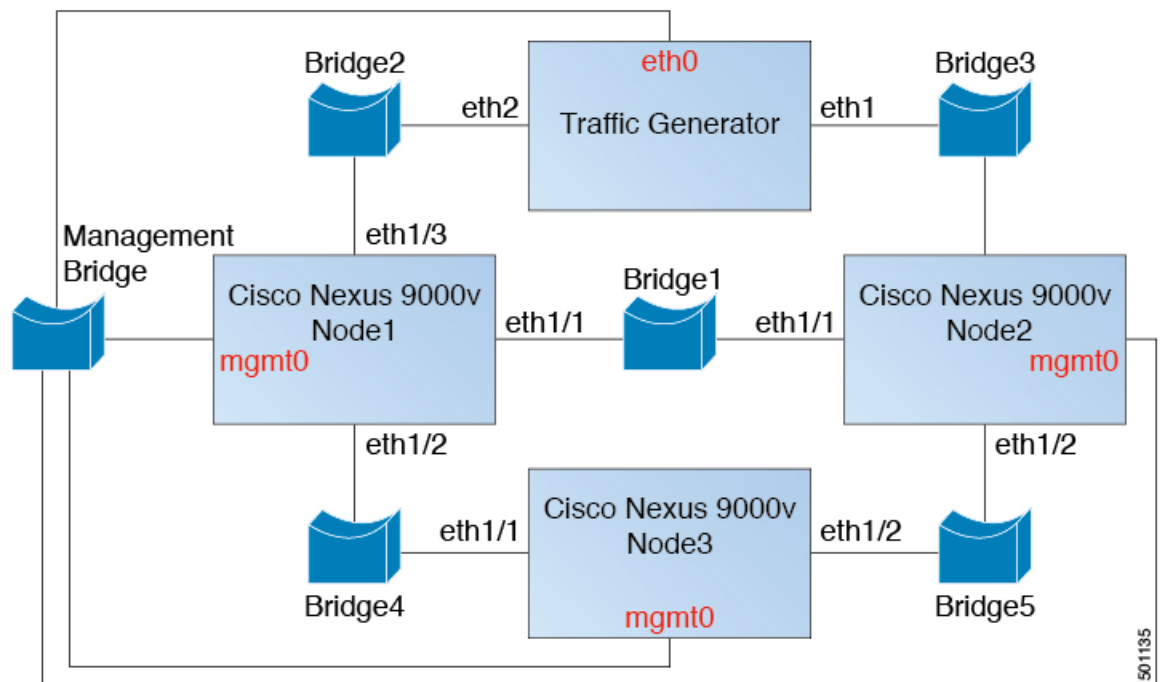 Bridge2
eth0
Bridge3
eth2
Traffic Generator
eth1
eth1/3
Management
Bridge
Cisco Nexus 9000v
Node1
mgmt0
eth1/1
Bridge1
eth1/1
Cisco Nexus 9000v
Node2
mgmt0
eth1/2
eth1/2
Cisco Nexus 9000v
Node3
eth1/1
eth1/2
mgmt0
Bridge4
Bridge5
501135